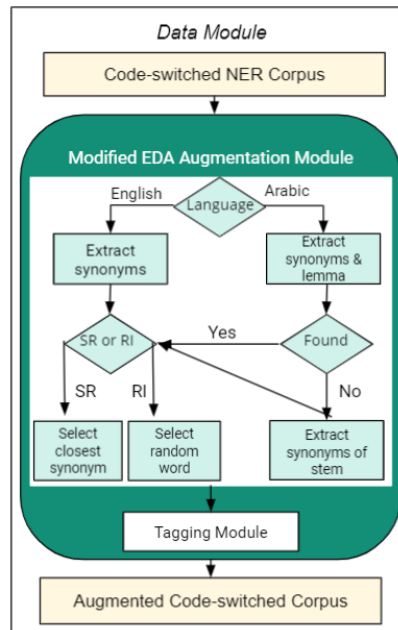 Data Module
Code-switched NER Corpus
Modified EDA Augmentation Module
English
Arabic
Language
Extract
synonyms
Extract
synonyms &
lemma
SR or RI
Yes
Found
SR
RI
No
Select
closest
synonym
Select
random
word
Extract
synonyms of
stem
Tagging Module
Augmented Code-switched Corpus